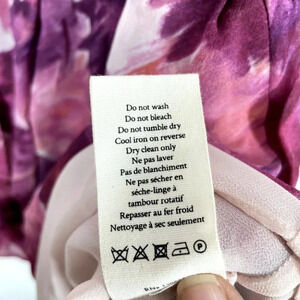 Do not wash
Do not bleach
Do not tumble dry
Cool iron on reverse
Dry clean only
Ne pas laver
Pas de blanchiment
Ne pas sécher en
sèche-linge à
tambour rotatif
Repasser au fer froid
Nettoyage à sec seulement
P